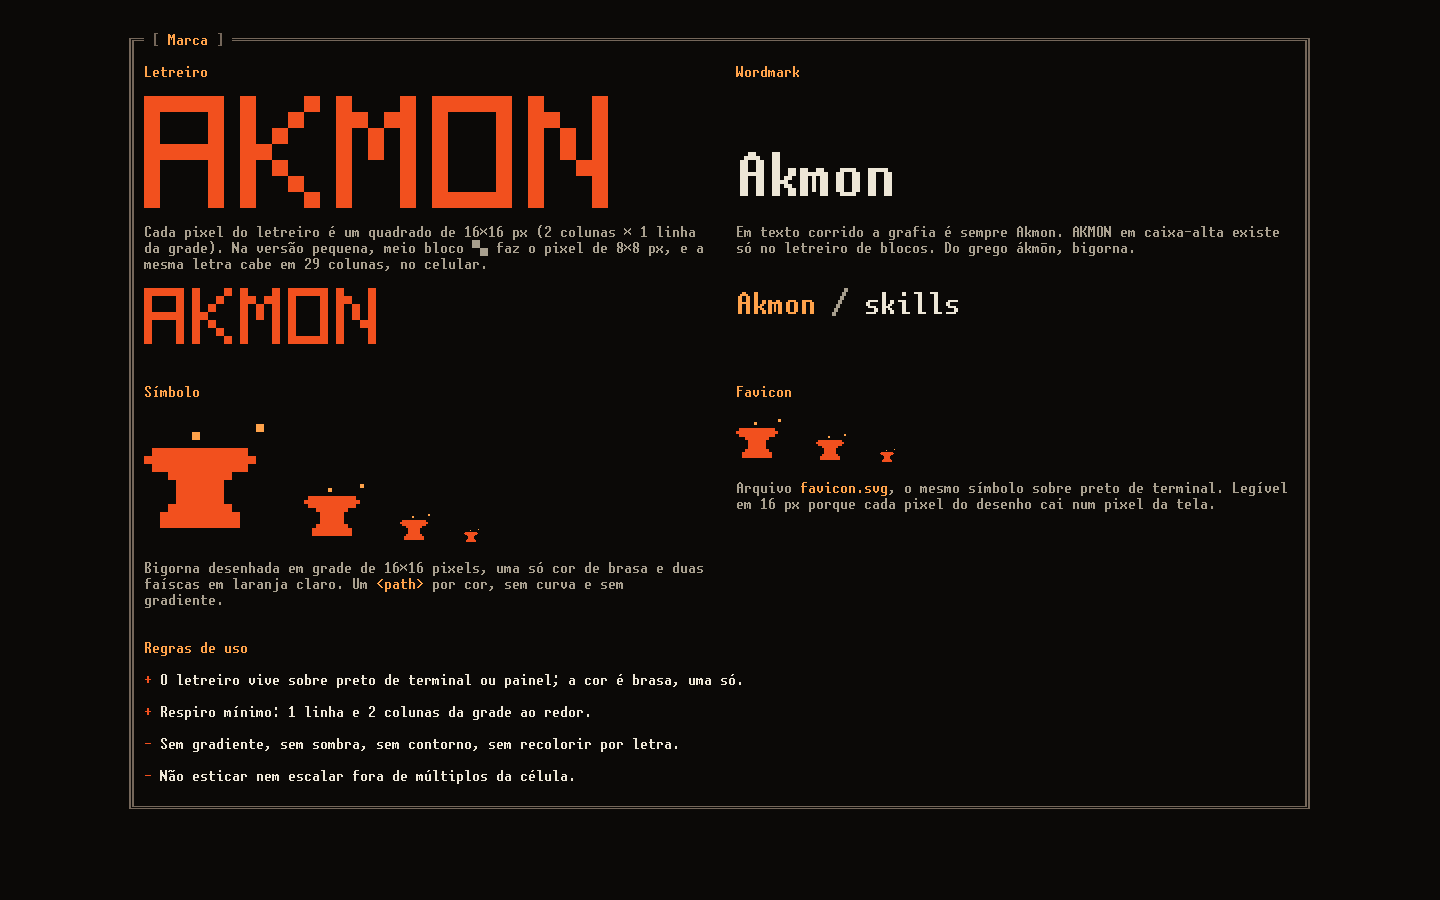 [ Marca ]
Letreiro
AKMON
Cada pixel do letreiro é um quadrado de 16×16 px (2 colunas × 1 linha
da grade). Na versão pequena, meio bloco ▀▄ faz o pixel de 8×8 px, e a
mesma letra cabe em 29 colunas, no celular.
AKMON
Wordmark
Akmon
Em texto corrido a grafia é sempre Akmon. AKMON em caixa-alta existe
só no letreiro de blocos. Do grego ákmōn, bigorna.
Akmon / skills
Símbolo
Bigorna desenhada em grade de 16×16 pixels, uma só cor de brasa e duas
faíscas em laranja claro. Um <path> por cor, sem curva e sem
gradiente.
Favicon
Arquivo favicon.svg, o mesmo símbolo sobre preto de terminal. Legível
em 16 px porque cada pixel do desenho cai num pixel da tela.
Regras de uso
+ O letreiro vive sobre preto de terminal ou painel; a cor é brasa, uma só.
+ Respiro mínimo: 1 linha e 2 colunas da grade ao redor.
- Sem gradiente, sem sombra, sem contorno, sem recolorir por letra.
- Não esticar nem escalar fora de múltiplos da célula.